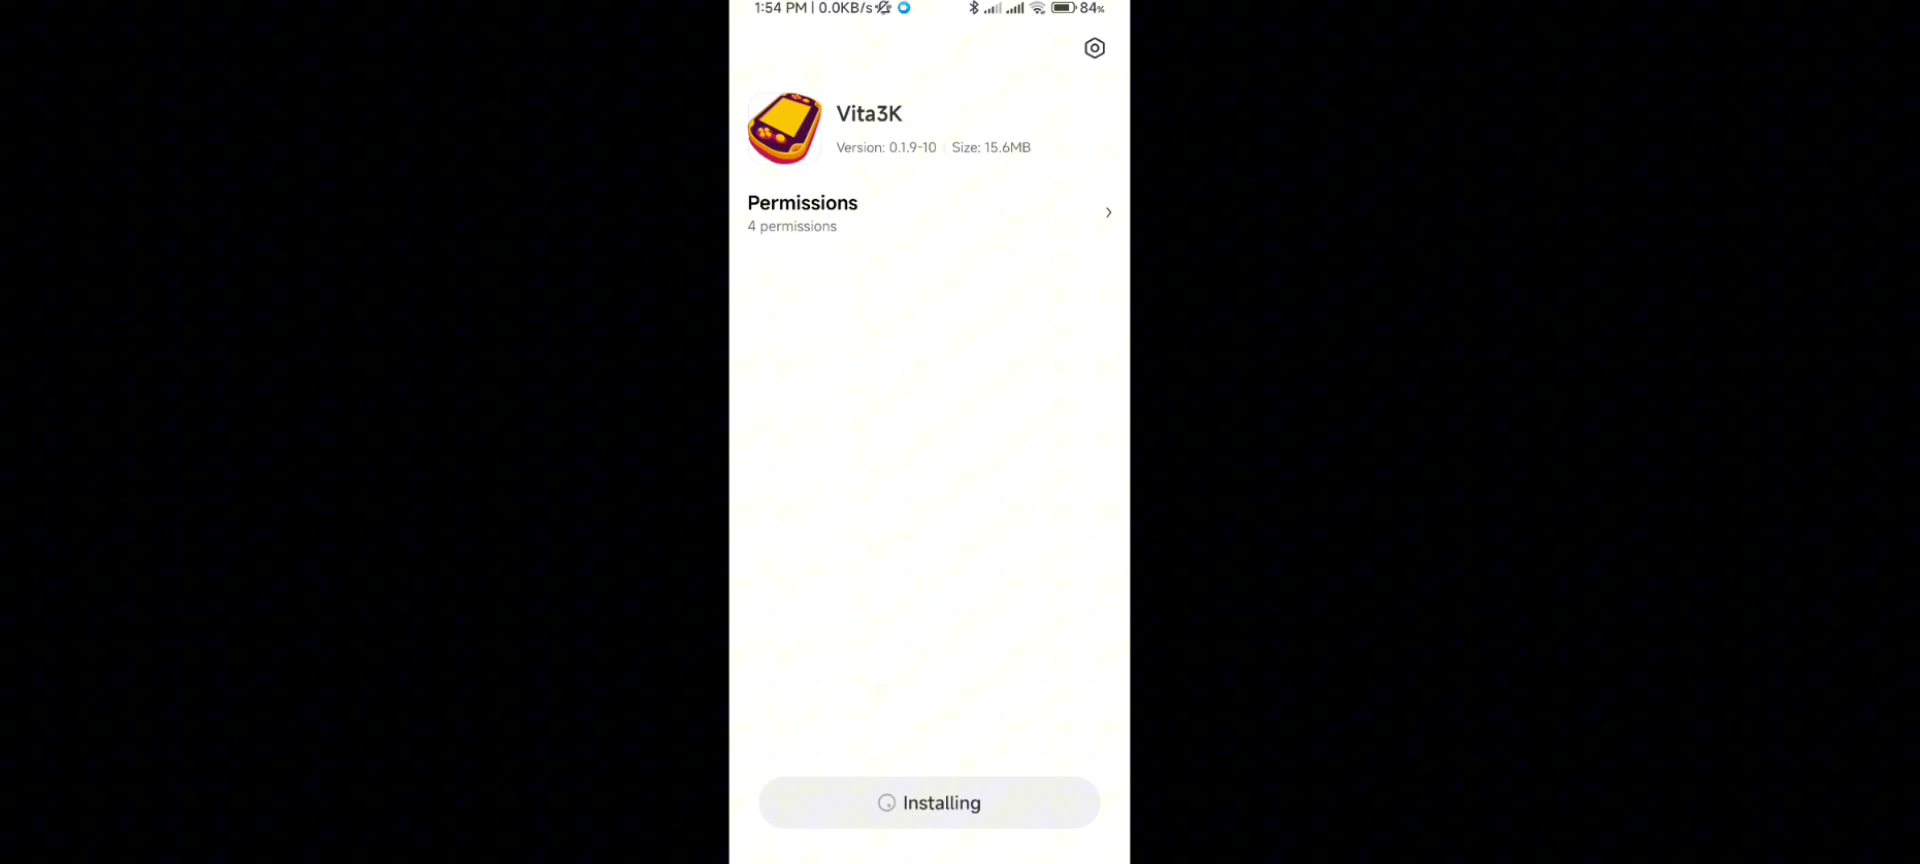 1:54 PM | 0.0KB/s 84%
Vita3K
Version: 0.1.9-10 | Size: 15.6MB
Permissions
4 permissions
Installing